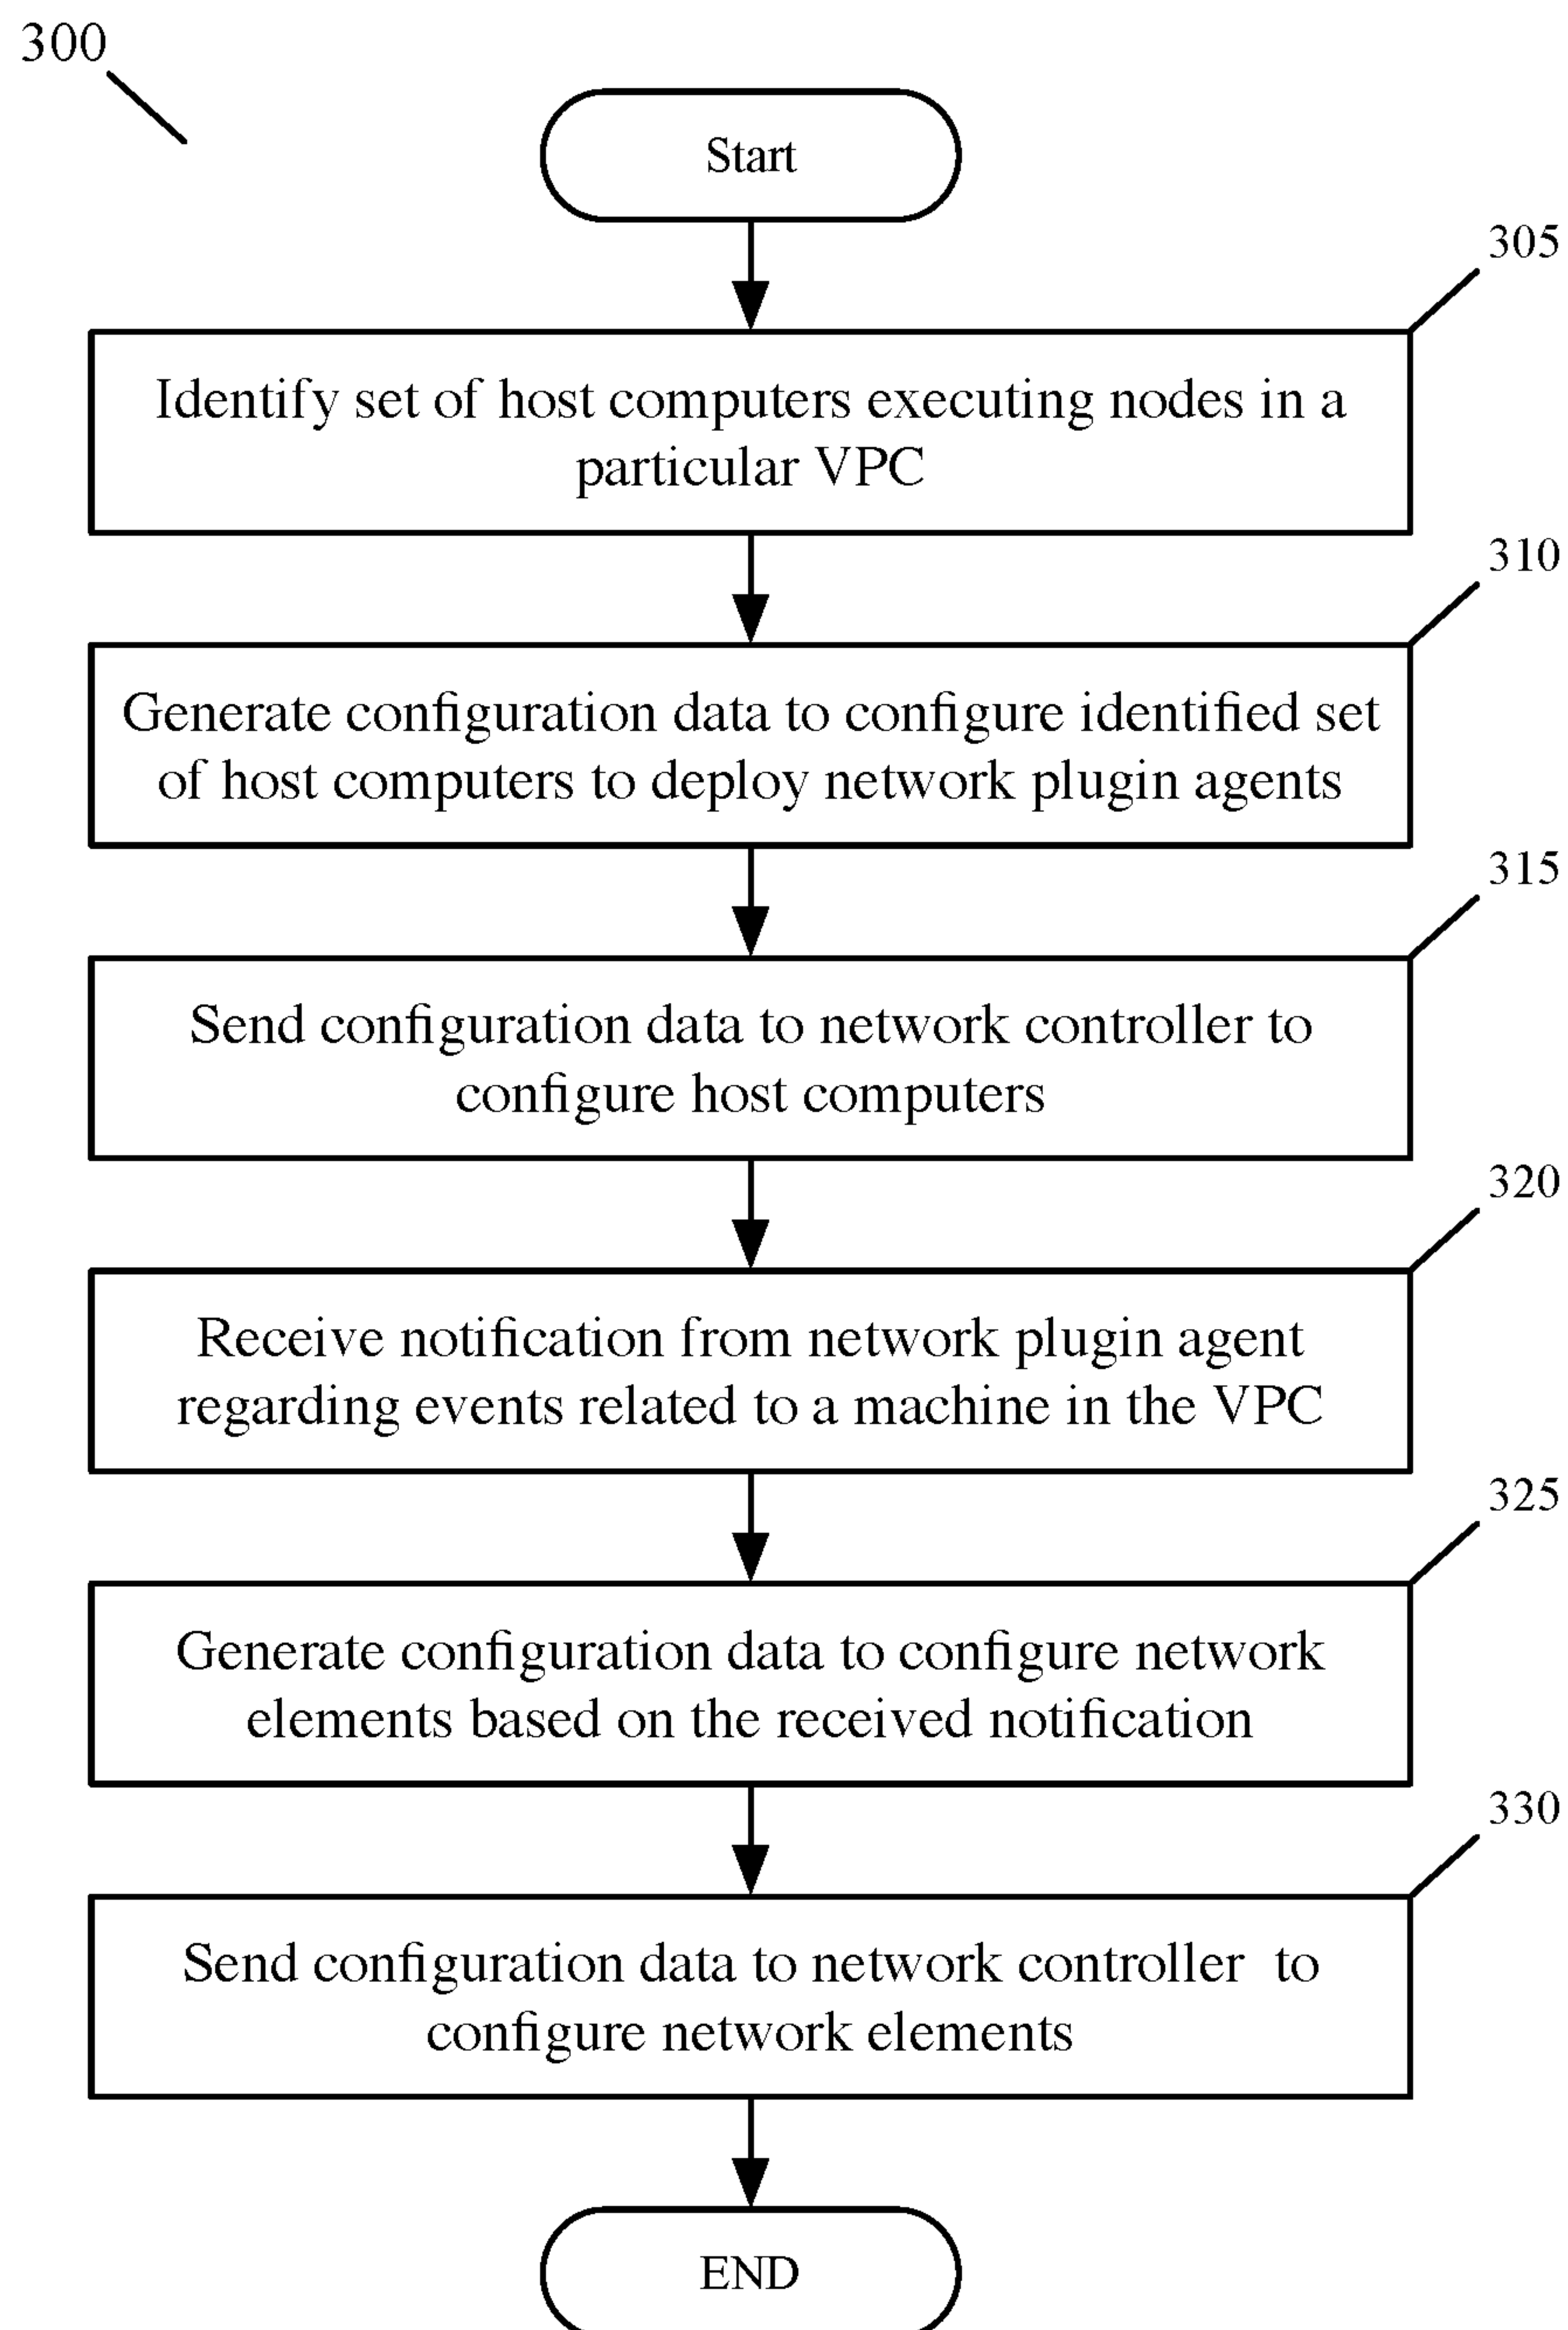 300
Start
305
Identify set of host computers executing nodes in a
particular VPC
310
Generate configuration data to configure identified set
of host computers to deploy network plugin agents
315
Send configuration data to network controller to
configure host computers
320
Receive notification from network plugin agent
regarding events related to a machine in the VPC
325
Generate configuration data to configure network
elements based on the received notification
330
Send configuration data to network controller to
configure network elements
END